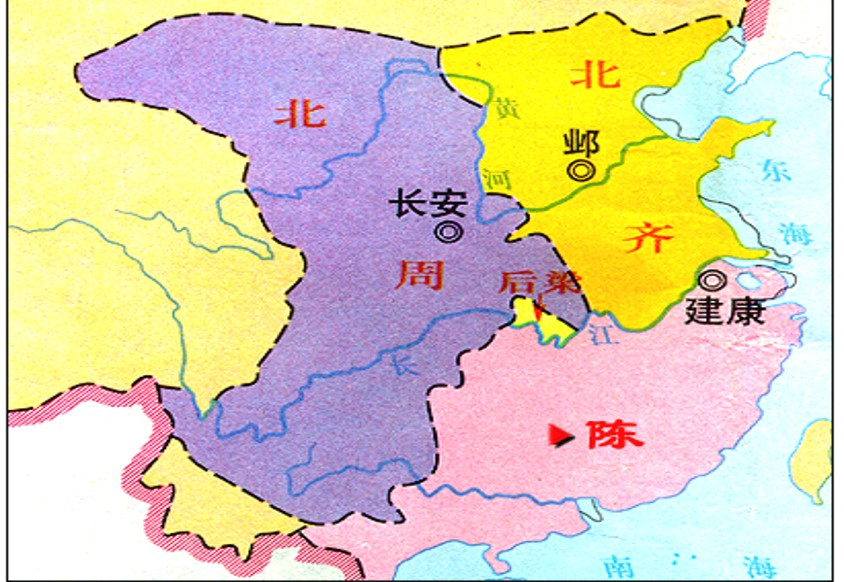 北
周
北
齐
黄
河
邺
长安
东
海
后梁
建康
江
长
陈
南
海